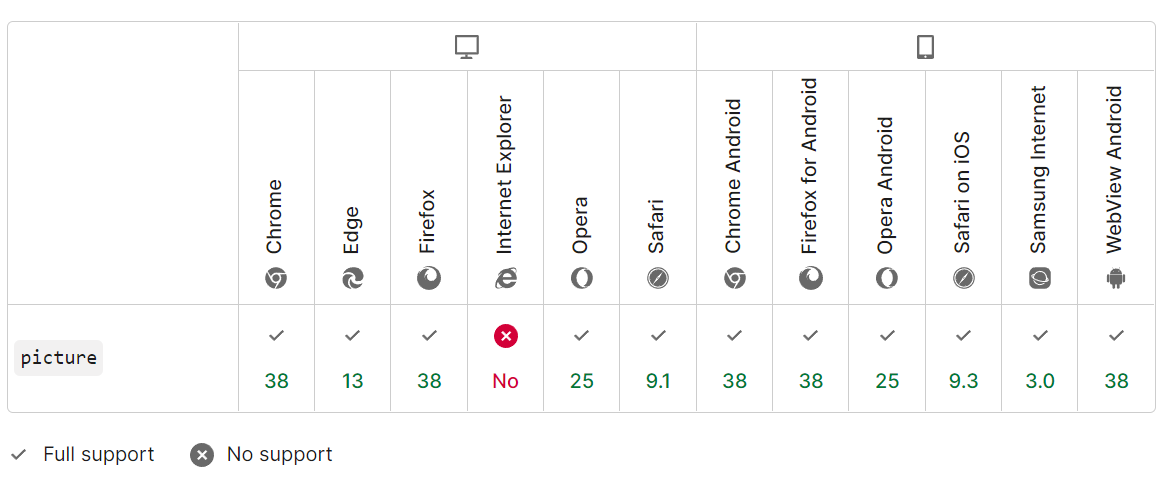 Chrome
Edge
Firefox
Internet Explorer
Opera
Safari
Chrome Android
Firefox for Android
Opera Android
Safari on iOS
Samsung Internet
WebView Android
picture
38 13 38 No 25 9.1 38 38 25 9.3 3.0 38
Full support No support